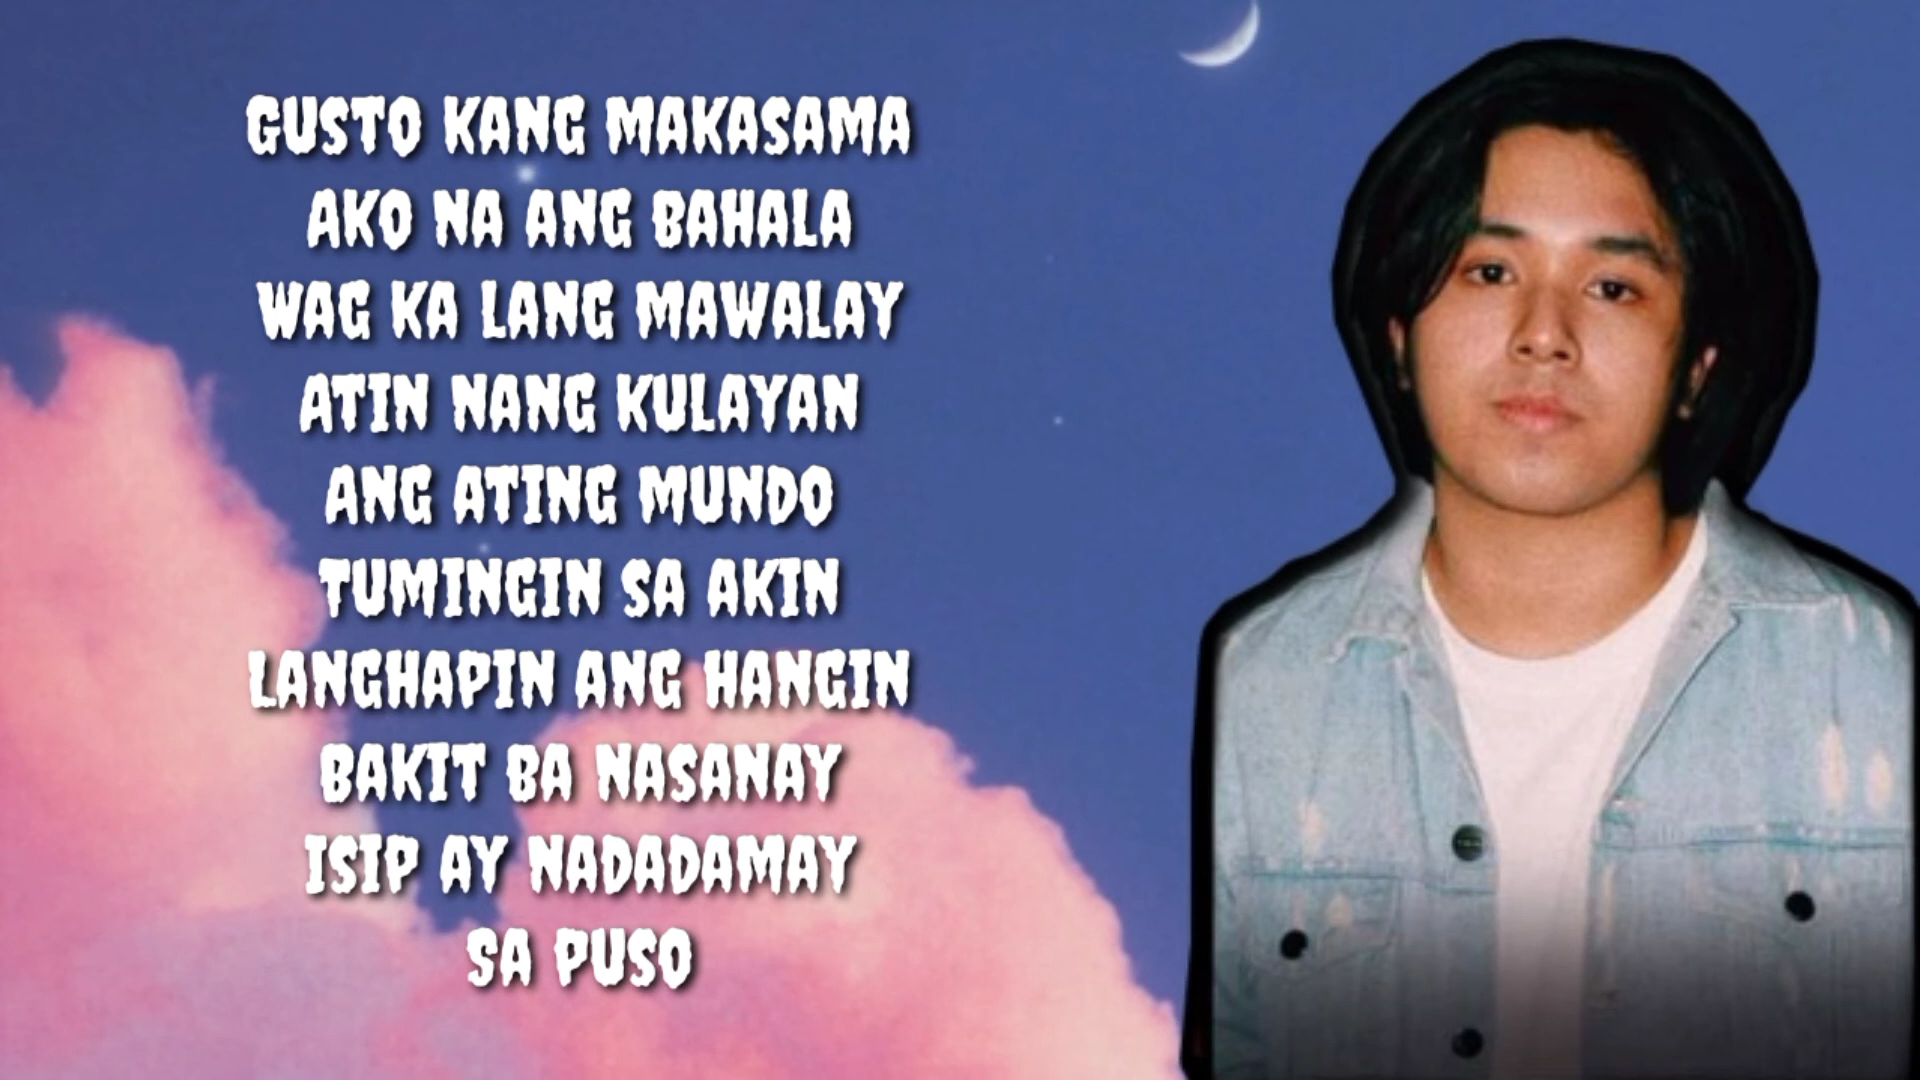 GUSTO KANG MAKASAMA
AKO NA ANG BAHALA
WAG KA LANG MAWALAY
ATIN NANG KULAYAN
ANG ATING MUNDO
TUMINGIN SA AKIN
LANGHAPIN ANG HANGIN
BAKIT BA NASANAY
ISIP AY NADADAMAY
SA PUSO